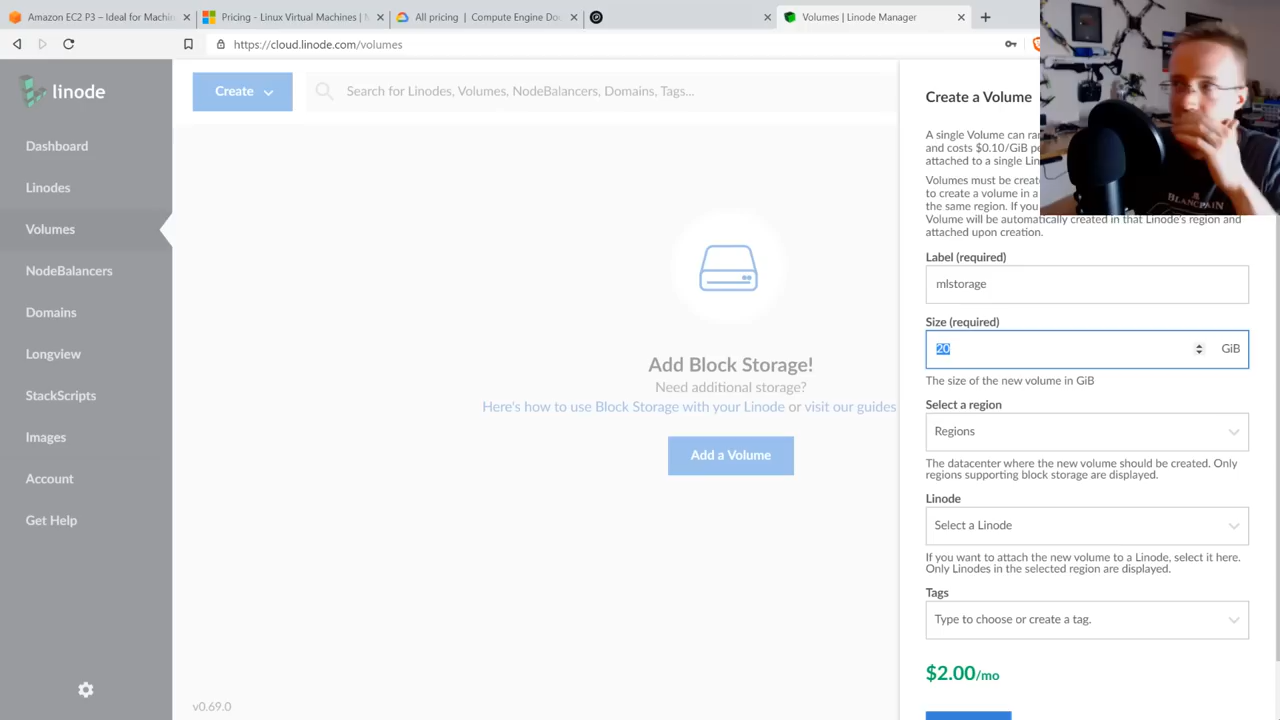 Amazon EC2 P3 – Ideal for Machin
Pricing - Linux Virtual Machines |
All pricing | Compute Engine Do
Volumes | Linode Manager
https://cloud.linode.com/volumes
linode
Create
Search for Linodes, Volumes, NodeBalancers, Domains, Tags...
Dashboard
Linodes
Volumes
NodeBalancers
Domains
Longview
StackScripts
Images
Account
Get Help
v0.69.0
Add Block Storage!
Need additional storage?
Here's how to use Block Storage with your Linode or visit our guides
Add a Volume
Create a Volume
A single Volume can
and costs $0.10/GiB
attached to a single
Volumes must be
to create a volume in a
the same region. If you
Volume will be automatically created in that Linode's region and
attached upon creation.
BLANCPAIN
Label (required)
mlstorage
Size (required)
20
GiB
The size of the new volume in GiB
Select a region
Regions
The datacenter where the new volume should be created. Only
regions supporting block storage are displayed.
Linode
Select a Linode
If you want to attach the new volume to a Linode, select it here.
Only Linodes in the selected region are displayed.
Tags
Type to choose or create a tag.
$2.00/mo